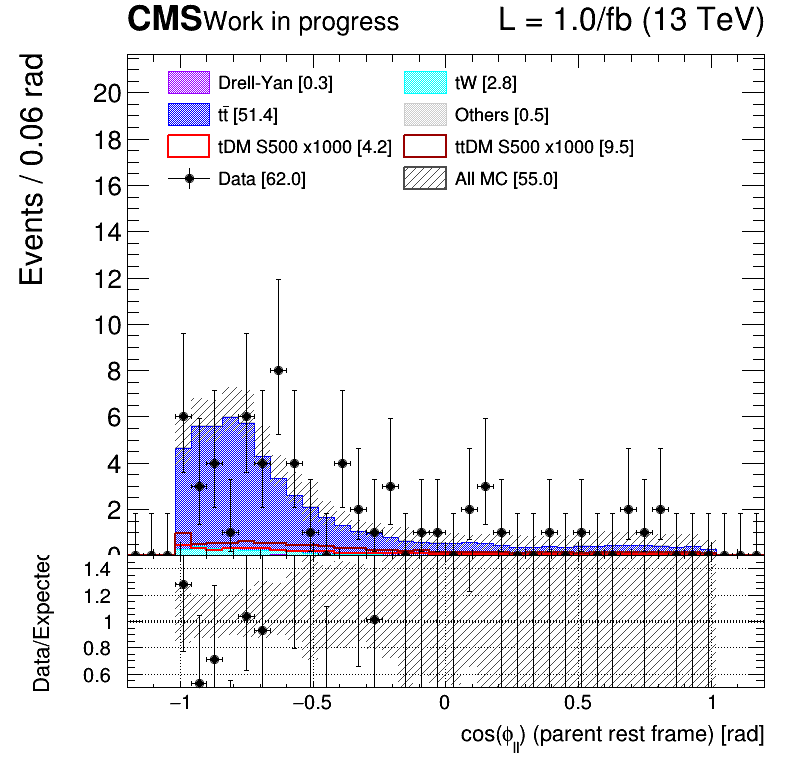 CMS Work in progress L = 1.0/fb (13 TeV)
Events / 0.06 rad
Drell-Yan [0.3] tW [2.8]
tt̄ [51.4] Others [0.5]
tDM S500 x1000 [4.2] ttDM S500 x1000 [9.5]
Data [62.0] All MC [55.0]
20
18
16
14
12
10
8
6
4
2
0
Data/Expected
1.4
1.2
1
0.8
0.6
−1 −0.5 0 0.5 1
cos(ϕll) (parent rest frame) [rad]